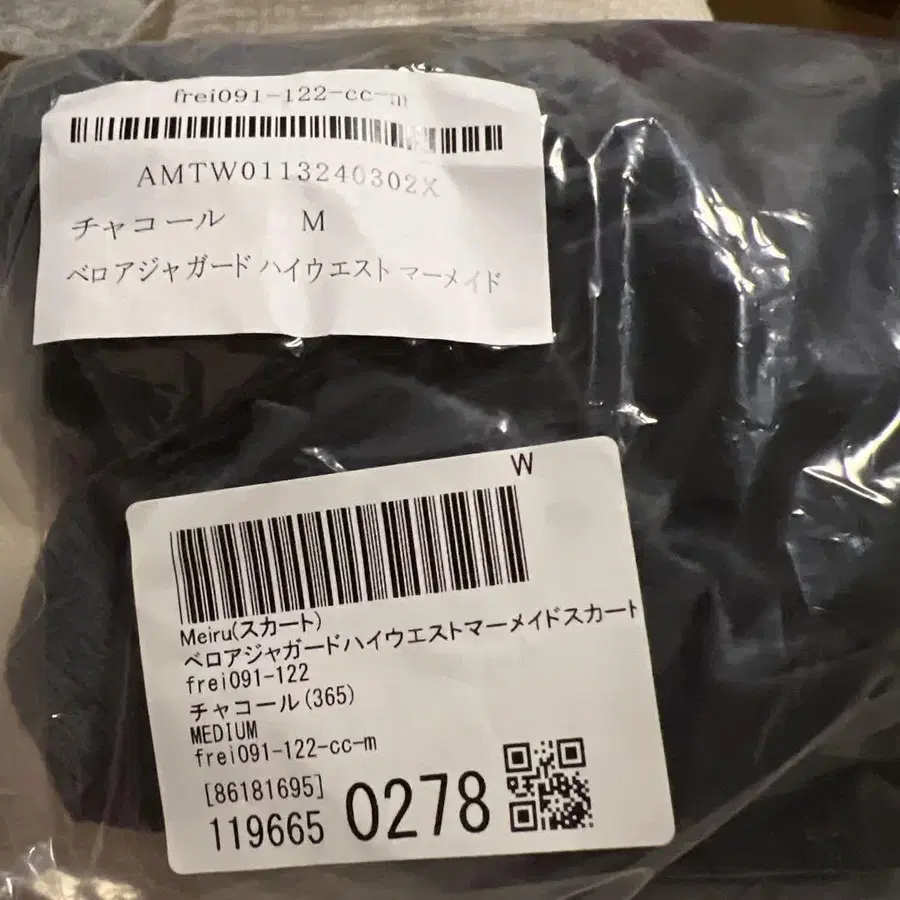 frei091-122-cc-m
AMTW0113240302X
チャコール M
ベロアジャガード ハイウエスト マーメイド
W
Meiru(スカート)
ベロアジャガードハイウエストマーメイドスカート
frei091-122
チャコール(365)
MEDIUM
frei091-122-cc-m
[86181695]
119665 0278